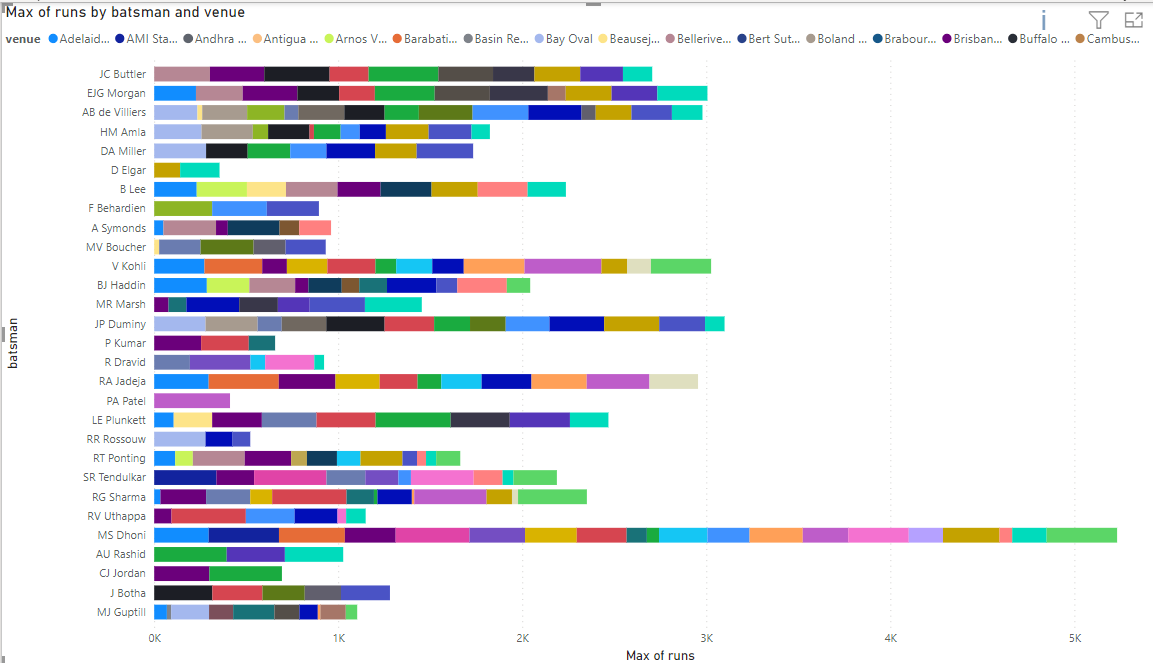 Max of runs by batsman and venue
venue Adelaid... AMI Sta... Andhra ... Antigua ... Arnos V... Barabati... Basin Re... Bay Oval Beausej... Bellerive... Bert Sut... Boland ... Brabour... Brisban... Buffalo ... Cambus...
JC Buttler
EJG Morgan
AB de Villiers
HM Amla
DA Miller
D Elgar
B Lee
F Behardien
A Symonds
MV Boucher
V Kohli
BJ Haddin
MR Marsh
JP Duminy
P Kumar
R Dravid
RA Jadeja
PA Patel
LE Plunkett
RR Rossouw
RT Ponting
SR Tendulkar
RG Sharma
RV Uthappa
MS Dhoni
AU Rashid
CJ Jordan
J Botha
MJ Guptill
batsman
0K 1K 2K 3K 4K 5K
Max of runs